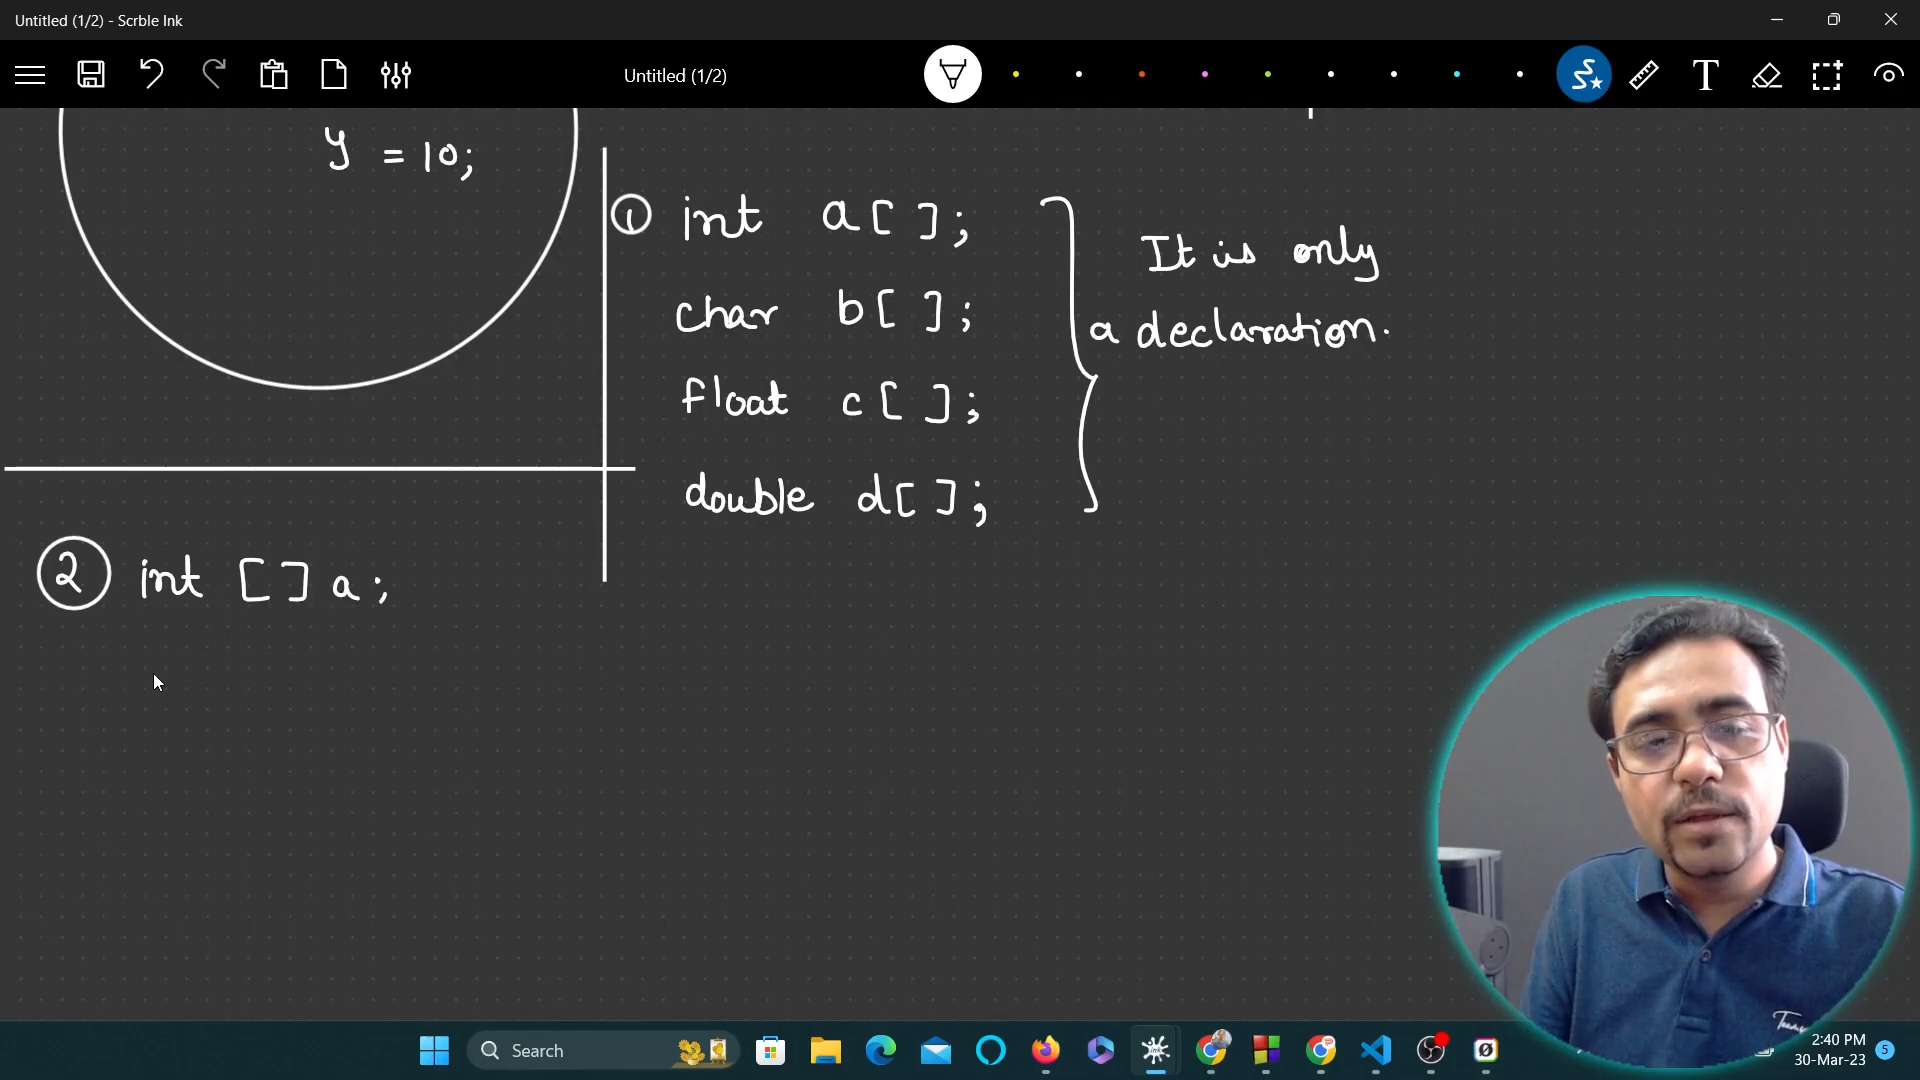 Untitled (1/2) - Scrble Ink
Untitled (1/2)
T
y = 10;
① int a[ ];
char b[ ];
float c[ ];
double d[ ];
It is only
a declaration.
② int [ ] a;
Search
2:40 PM
30-Mar-23
5